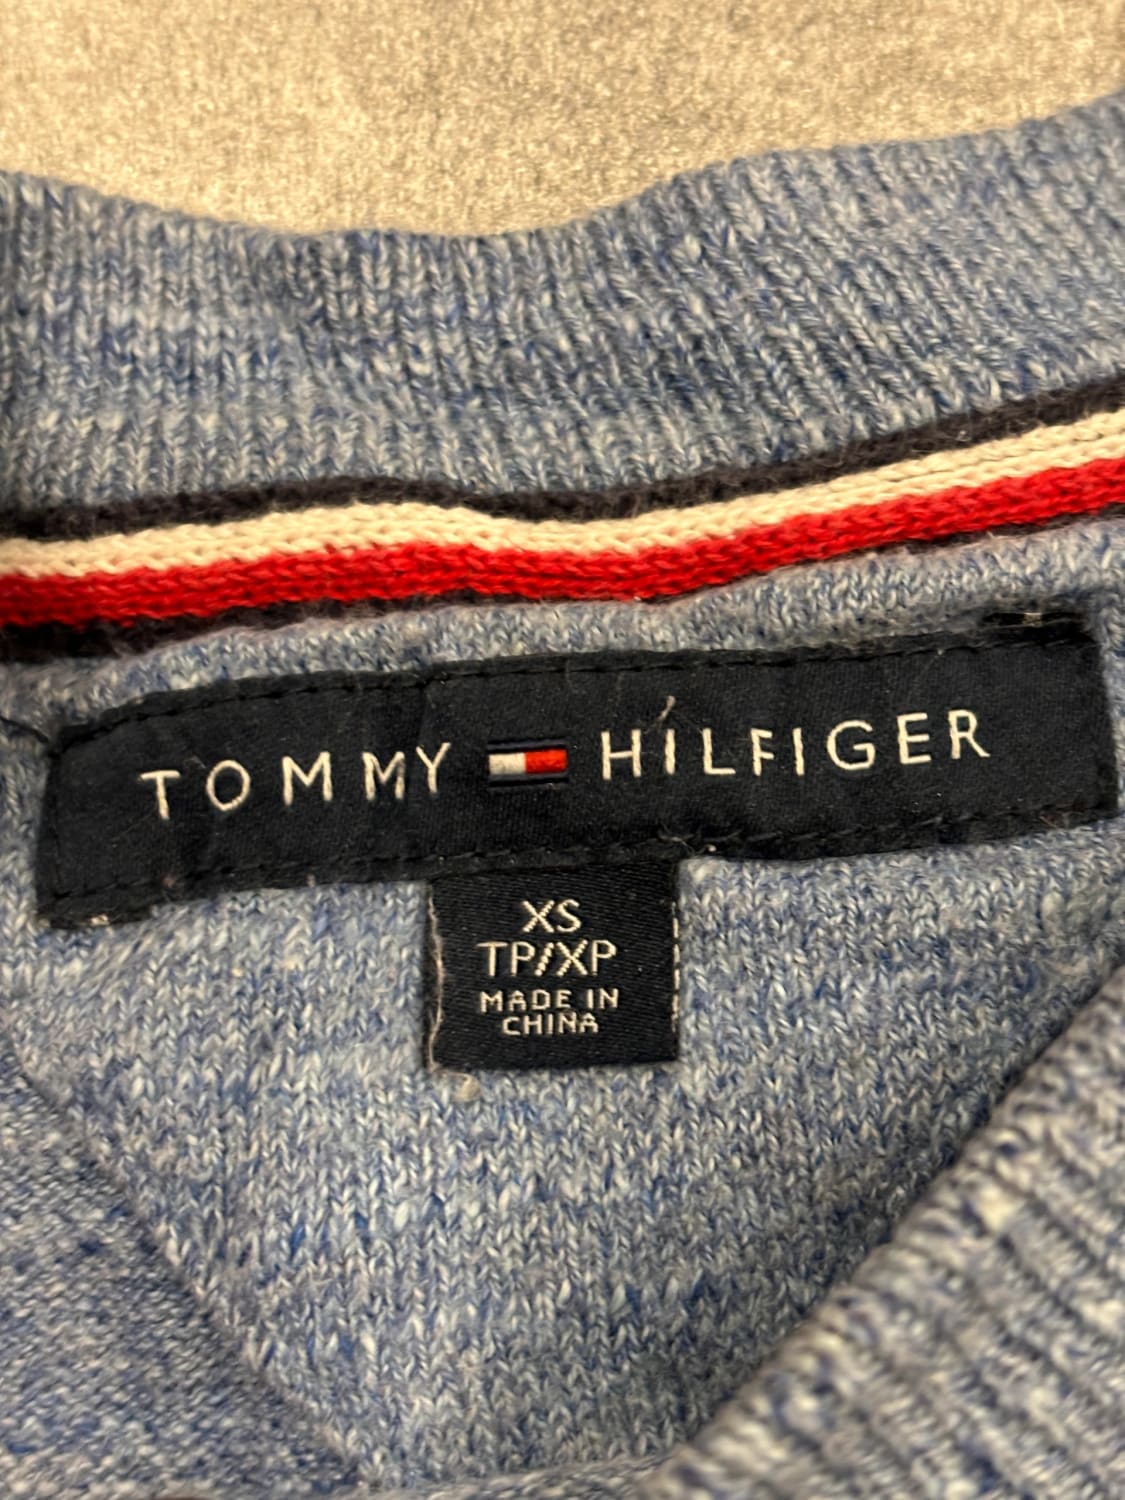 TOMMY HILFIGER
XS
TP/XP
MADE IN
CHINA